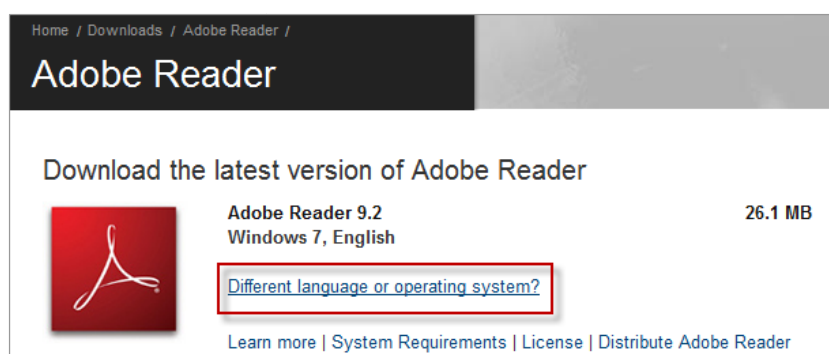 Home / Downloads / Adobe Reader /
Adobe Reader
Download the latest version of Adobe Reader
Adobe Reader 9.2 26.1 MB
Windows 7, English
Different language or operating system?
Learn more | System Requirements | License | Distribute Adobe Reader